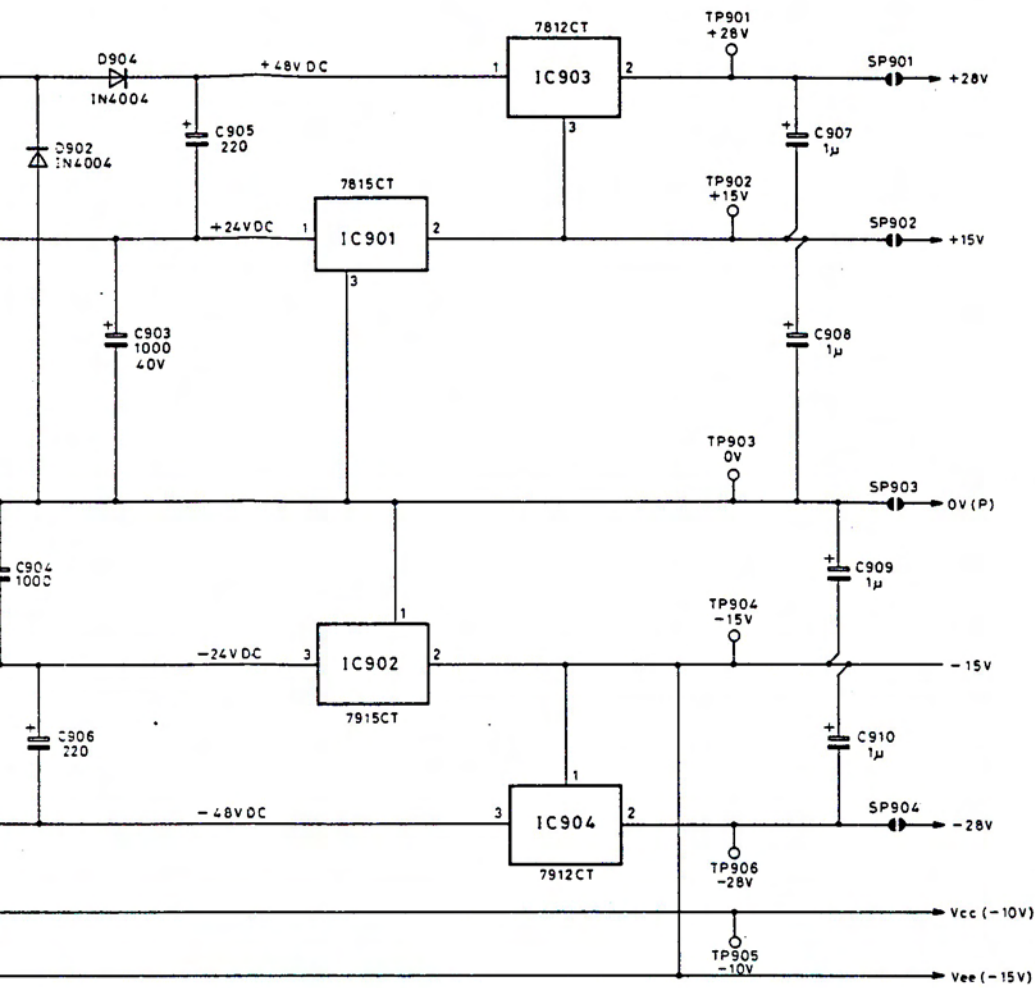 TP901
+28V
7812CT
D904
+48V DC
1
IC903
2
SP901
+28V
IN4004
3
+
C905
220
+
C907
1µ
D902
IN4004
7815CT
TP902
+15V
+24VDC
1
IC901
2
SP902
+15V
3
+
C903
1000
40V
+
C908
1µ
TP903
0V
SP903
0V (P)
C904
1000
+
C909
1µ
1
TP904
-15V
-24VDC
3
IC902
2
-15V
7915CT
+
C906
220
+
C910
1µ
1
-48VDC
3
IC904
2
SP904
-28V
7912CT
TP906
-28V
Vcc (-10V)
TP905
-10V
Vee (-15V)